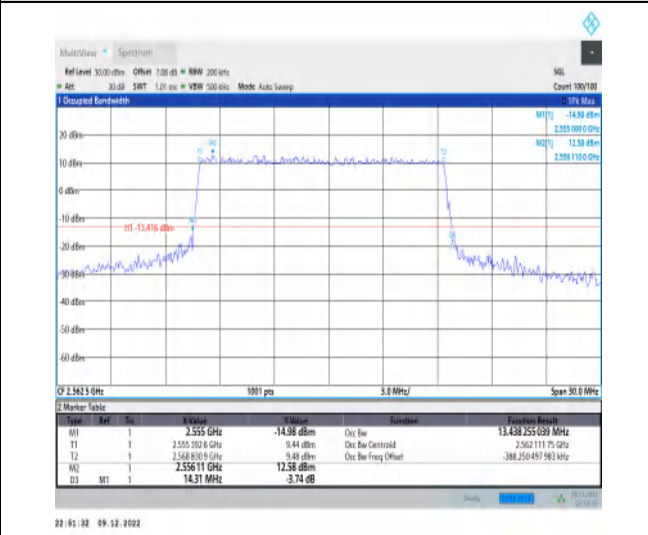 MultiView Spectrum
Ref Level 30.00 dBm Offset 7.08 dB RBW 200 kHz SGL
Att 30 dB SWT 1.01 ms VBW 500 kHz Mode Auto Sweep Count 100/100
1 Occupied Bandwidth 1Pk Max
M1[1] -14.98 dBm
2.555 000 0 GHz
20 dBm M2[1] 12.58 dBm
2.556 110 0 GHz
T1 M2 T2
10 dBm
0 dBm
-10 dBm
M1
H1 -13.416 dBm
D3
-20 dBm
-30 dBm
-40 dBm
-50 dBm
-60 dBm
CF 2.562 5 GHz 1001 pts 3.0 MHz/ Span 30.0 MHz
2 Marker Table
Type Ref Trc X-Value Y-Value Function Function Result
M1 1 2.555 GHz -14.98 dBm Occ Bw 13.438 255 039 MHz
T1 1 2.555 392 6 GHz 9.44 dBm Occ Bw Centroid 2.562 111 75 GHz
T2 1 2.568 830 9 GHz 9.48 dBm Occ Bw Freq Offset -388.250 497 983 kHz
M2 1 2.556 11 GHz 12.58 dBm
D3 M1 1 14.31 MHz -3.74 dB
Ready
22:51:32 09.12.2022